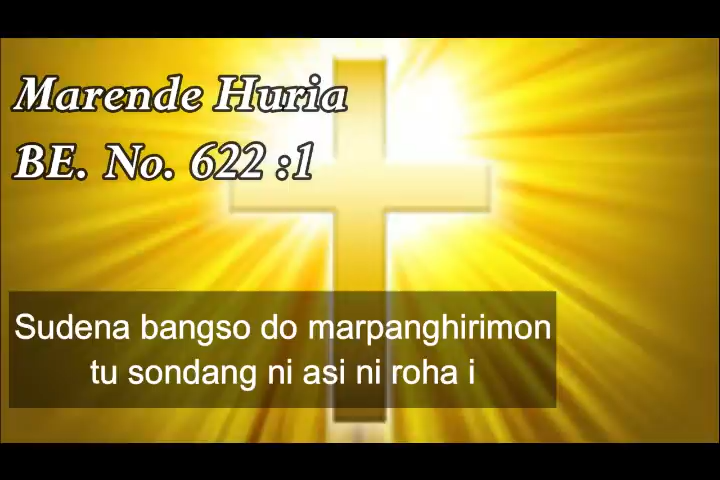 Marende Huria
BE. No. 622 :1
Sudena bangso do marpanghirimon
tu sondang ni asi ni roha i